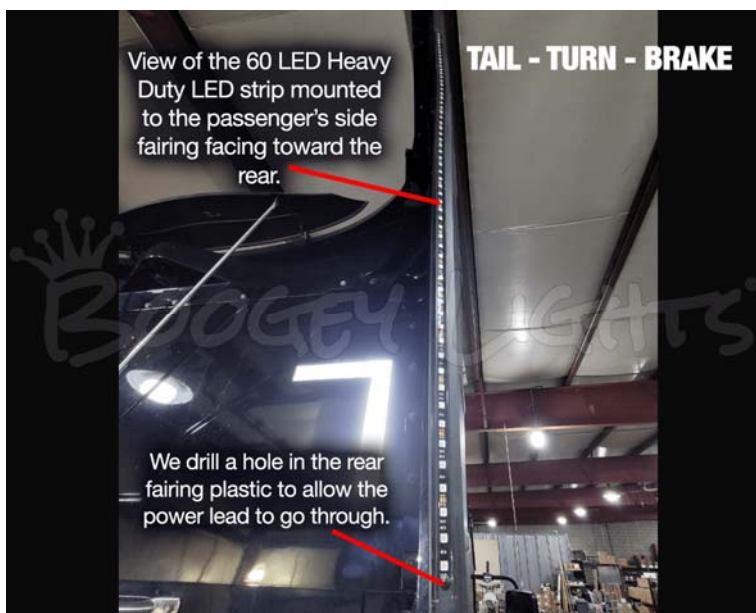 View of the 60 LED Heavy
Duty LED strip mounted
to the passenger's side
fairing facing toward the
rear.
TAIL - TURN - BRAKE
BOOGEY LIGHTS®
We drill a hole in the rear
fairing plastic to allow the
power lead to go through.